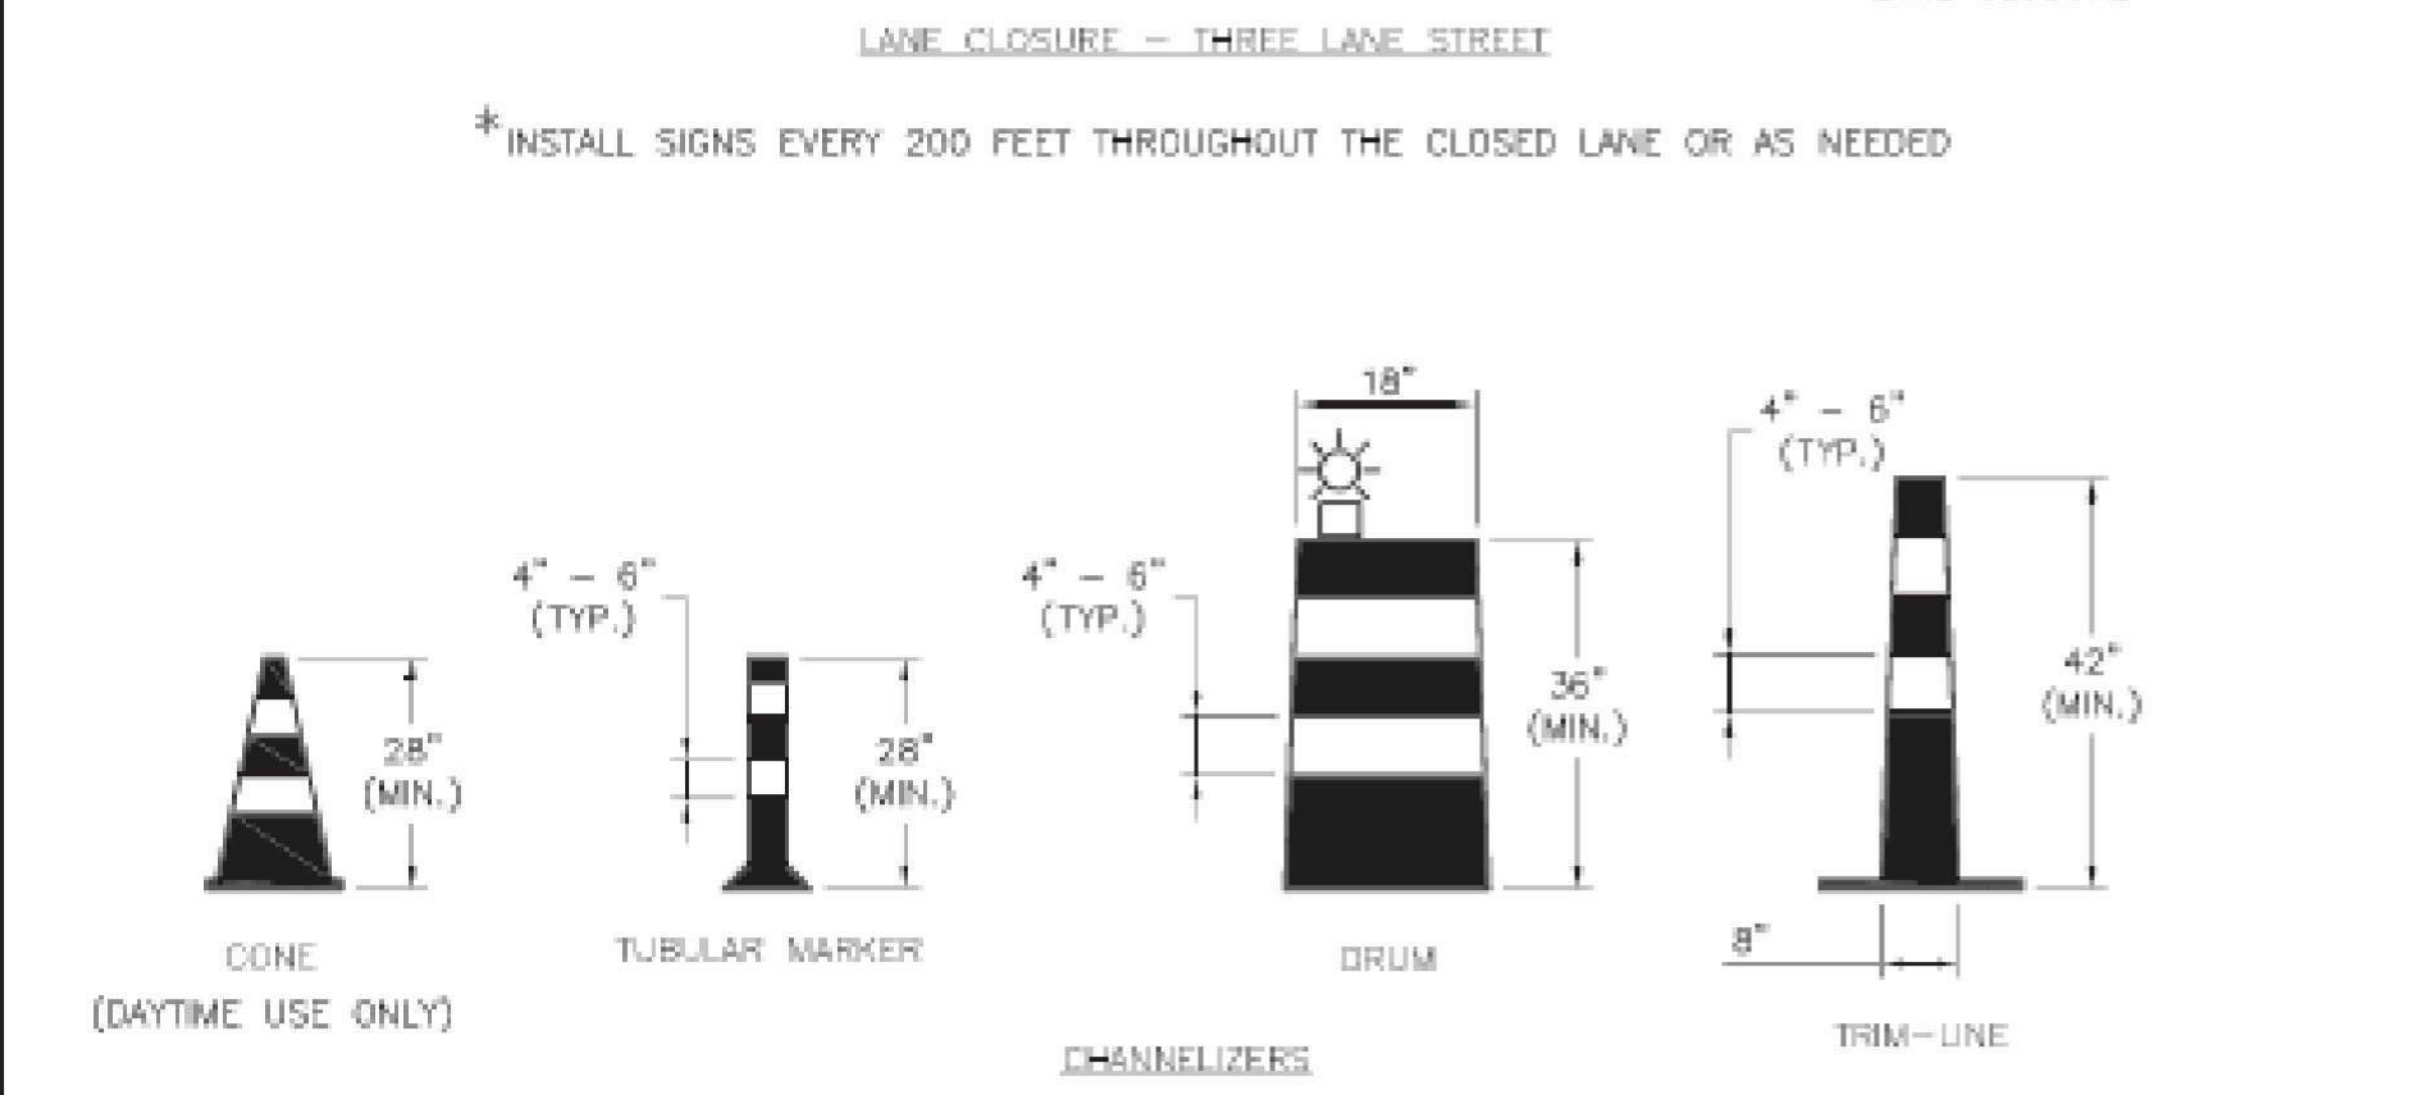 LANE CLOSURE - THREE LANE STREET
*INSTALL SIGNS EVERY 200 FEET THROUGHOUT THE CLOSED LANE OR AS NEEDED
18"
4" - 6"
(TYP.)
4" - 6"
(TYP.)
4" - 6"
(TYP.)
28"
(MIN.)
28"
(MIN.)
36"
(MIN.)
42"
(MIN.)
8"
CONE
(DAYTIME USE ONLY)
TUBULAR MARKER
DRUM
TRIM-LINE
CHANNELIZERS